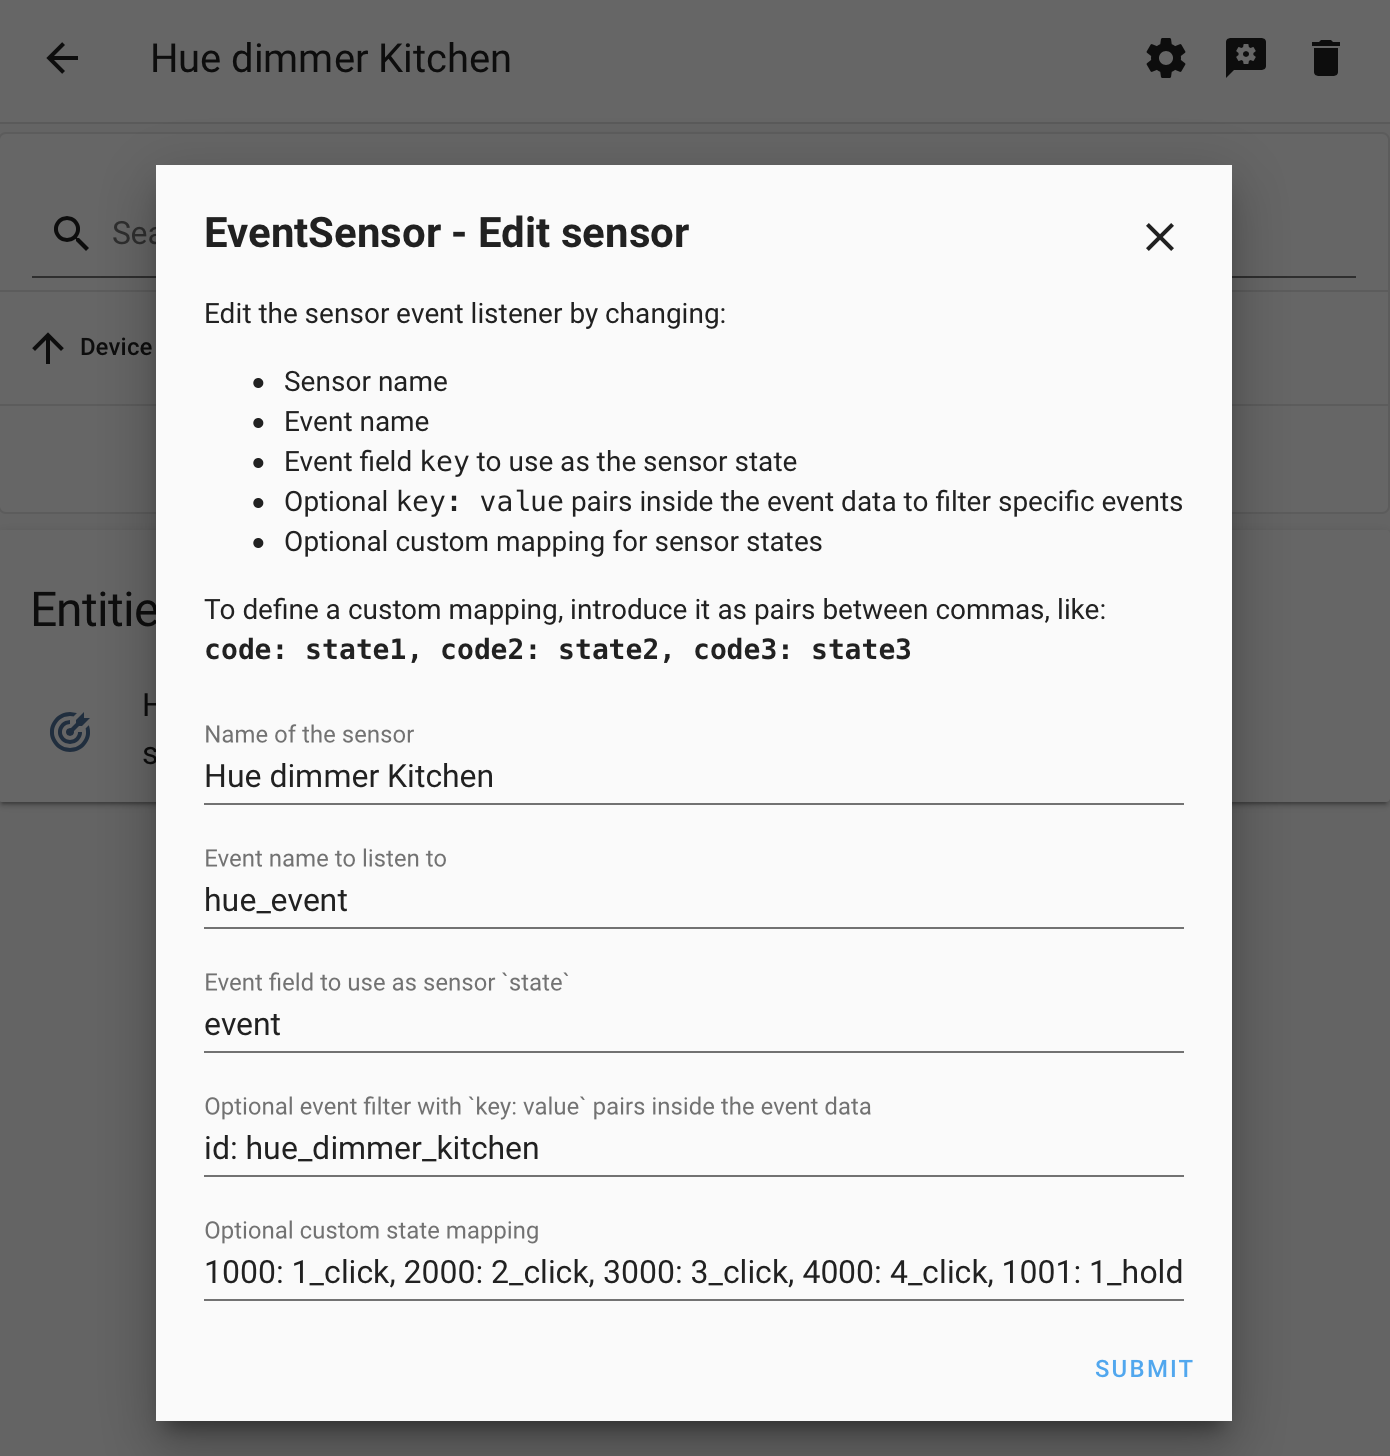 Hue dimmer Kitchen
EventSensor - Edit sensor
Edit the sensor event listener by changing:
Sensor name
Event name
Event field key to use as the sensor state
Optional key: value pairs inside the event data to filter specific events
Optional custom mapping for sensor states
Device
To define a custom mapping, introduce it as pairs between commas, like:
code: state1, code2: state2, code3: state3
Name of the sensor
Hue dimmer Kitchen
Event name to listen to
hue_event
Event field to use as sensor `state`
event
Optional event filter with `key: value` pairs inside the event data
id: hue_dimmer_kitchen
Optional custom state mapping
1000: 1_click, 2000: 2_click, 3000: 3_click, 4000: 4_click, 1001: 1_hold
SUBMIT